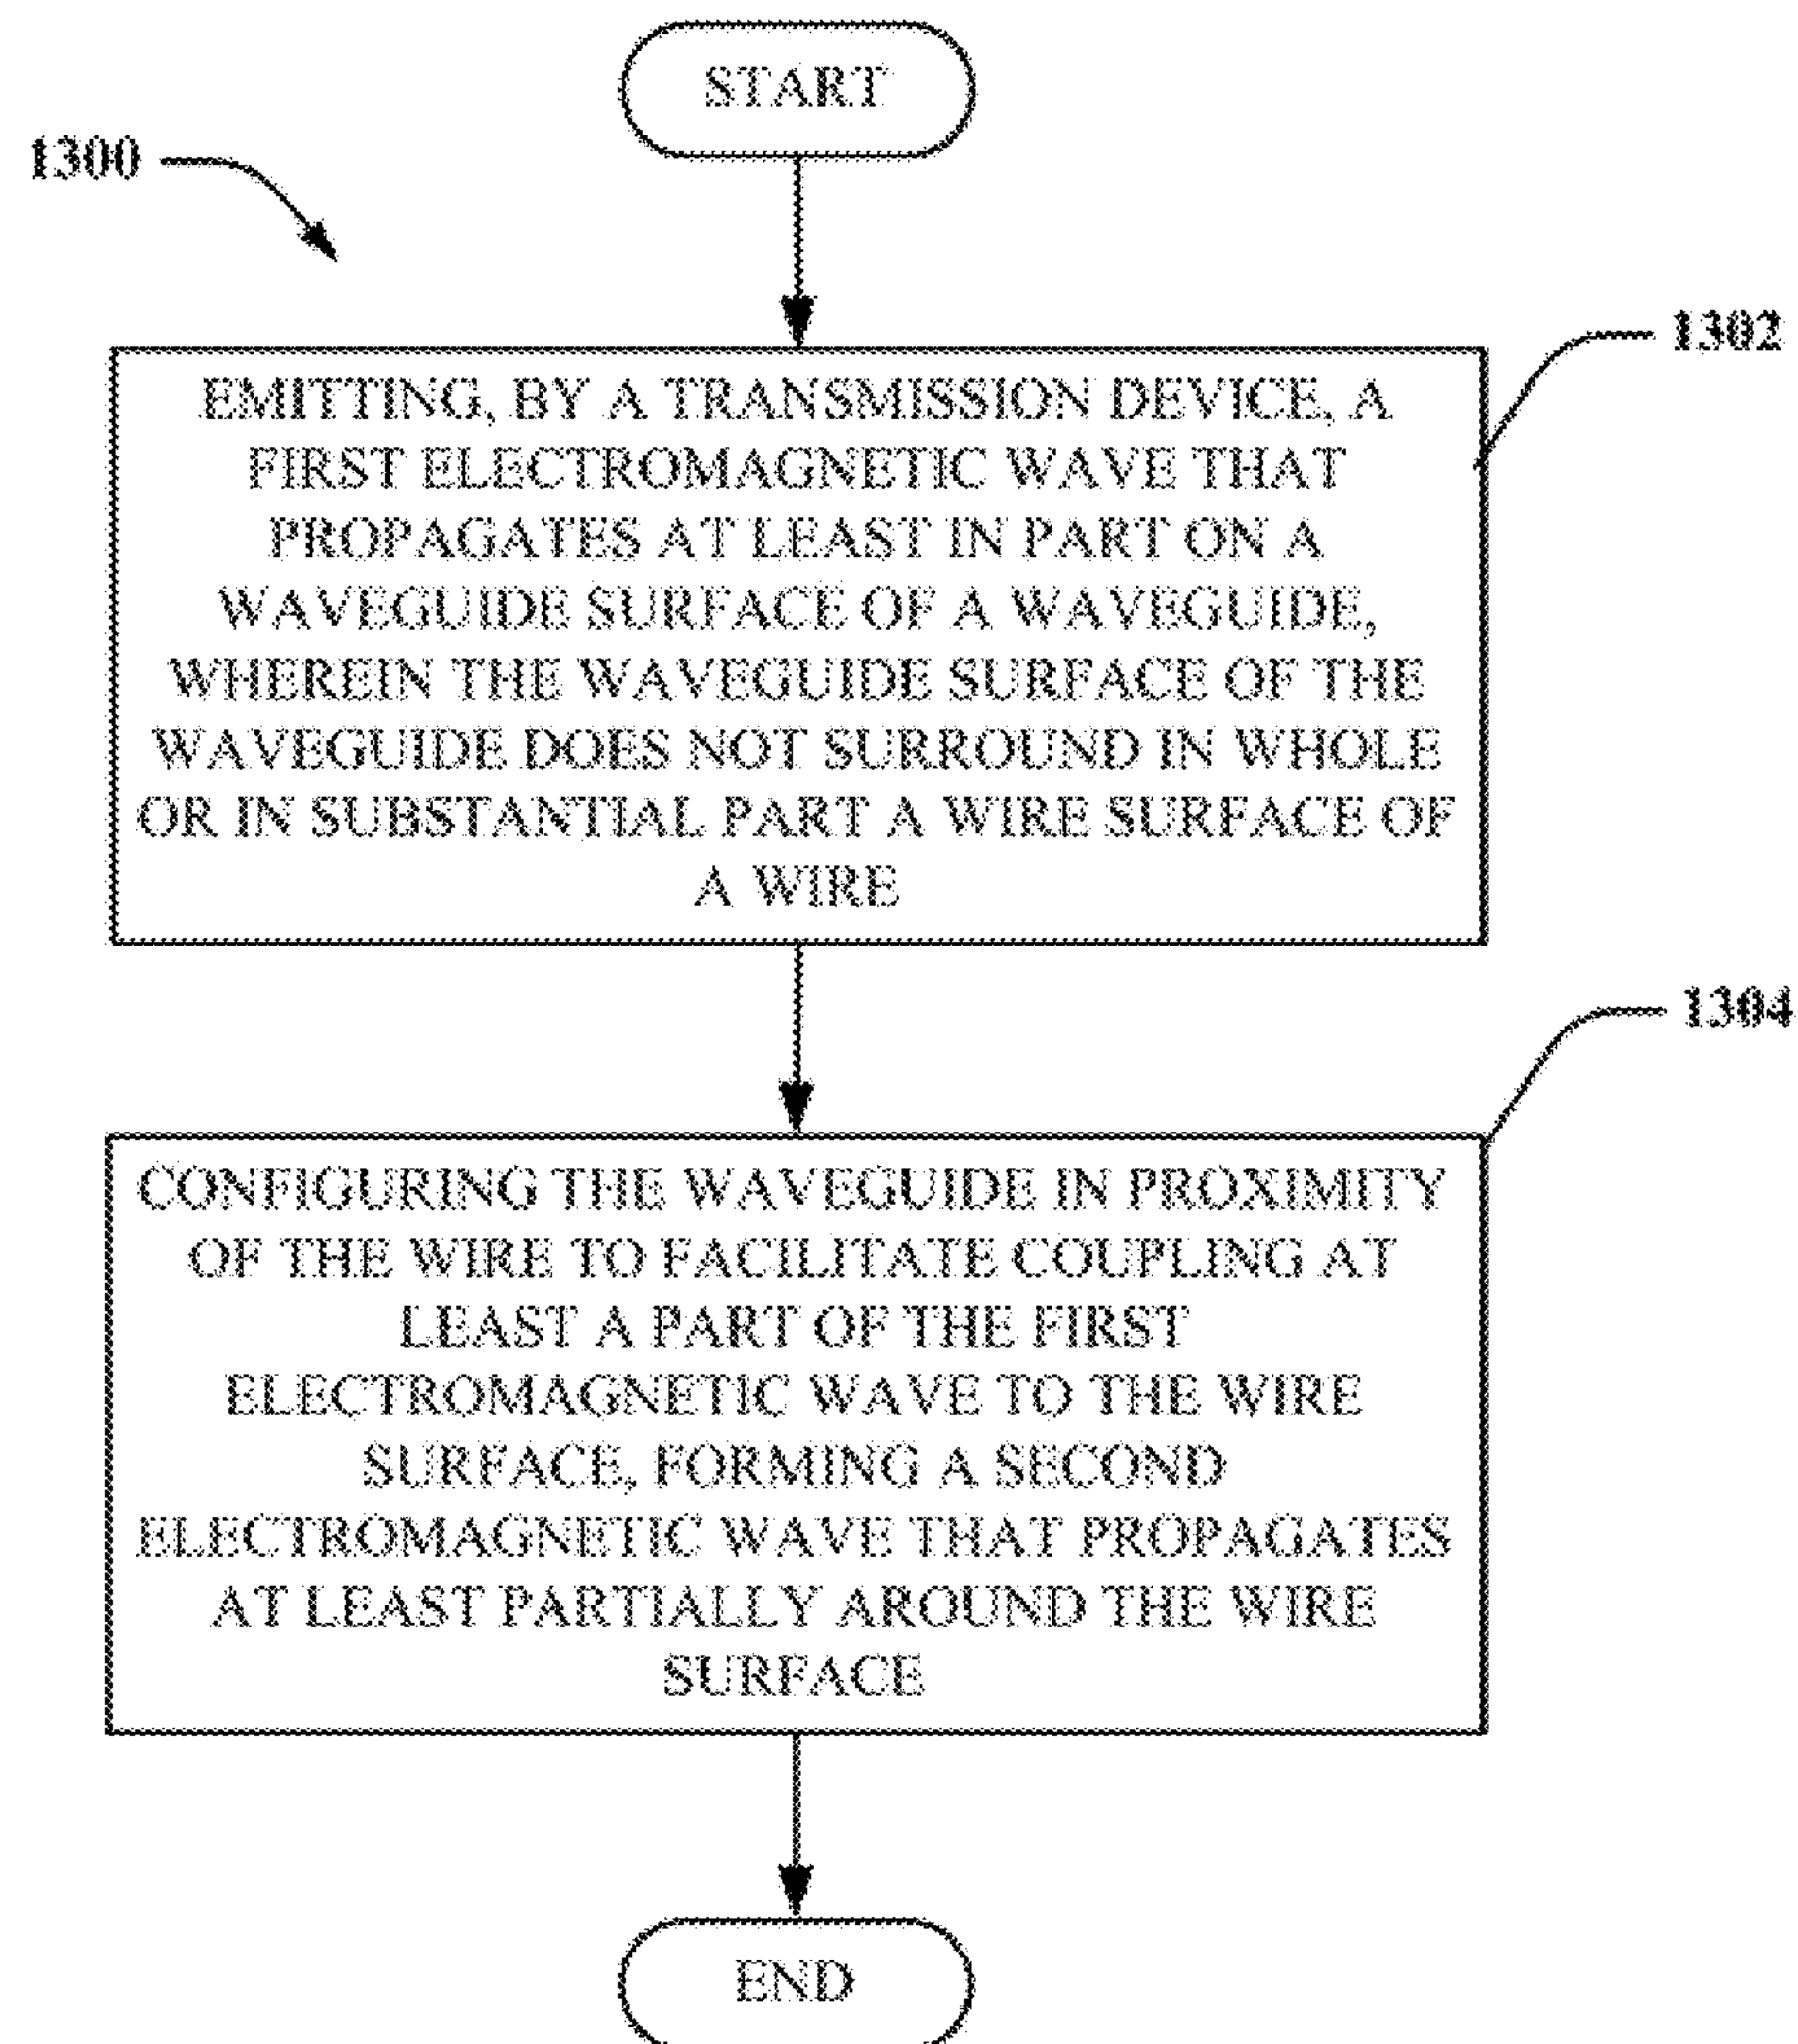 START
1300
1302
EMITTING, BY A TRANSMISSION DEVICE, A
FIRST ELECTROMAGNETIC WAVE THAT
PROPAGATES AT LEAST IN PART ON A
WAVEGUIDE SURFACE OF A WAVEGUIDE,
WHEREIN THE WAVEGUIDE SURFACE OF THE
WAVEGUIDE DOES NOT SURROUND IN WHOLE
OR IN SUBSTANTIAL PART A WIRE SURFACE OF
A WIRE
1304
CONFIGURING THE WAVEGUIDE IN PROXIMITY
OF THE WIRE TO FACILITATE COUPLING AT
LEAST A PART OF THE FIRST
ELECTROMAGNETIC WAVE TO THE WIRE
SURFACE, FORMING A SECOND
ELECTROMAGNETIC WAVE THAT PROPAGATES
AT LEAST PARTIALLY AROUND THE WIRE
SURFACE
END